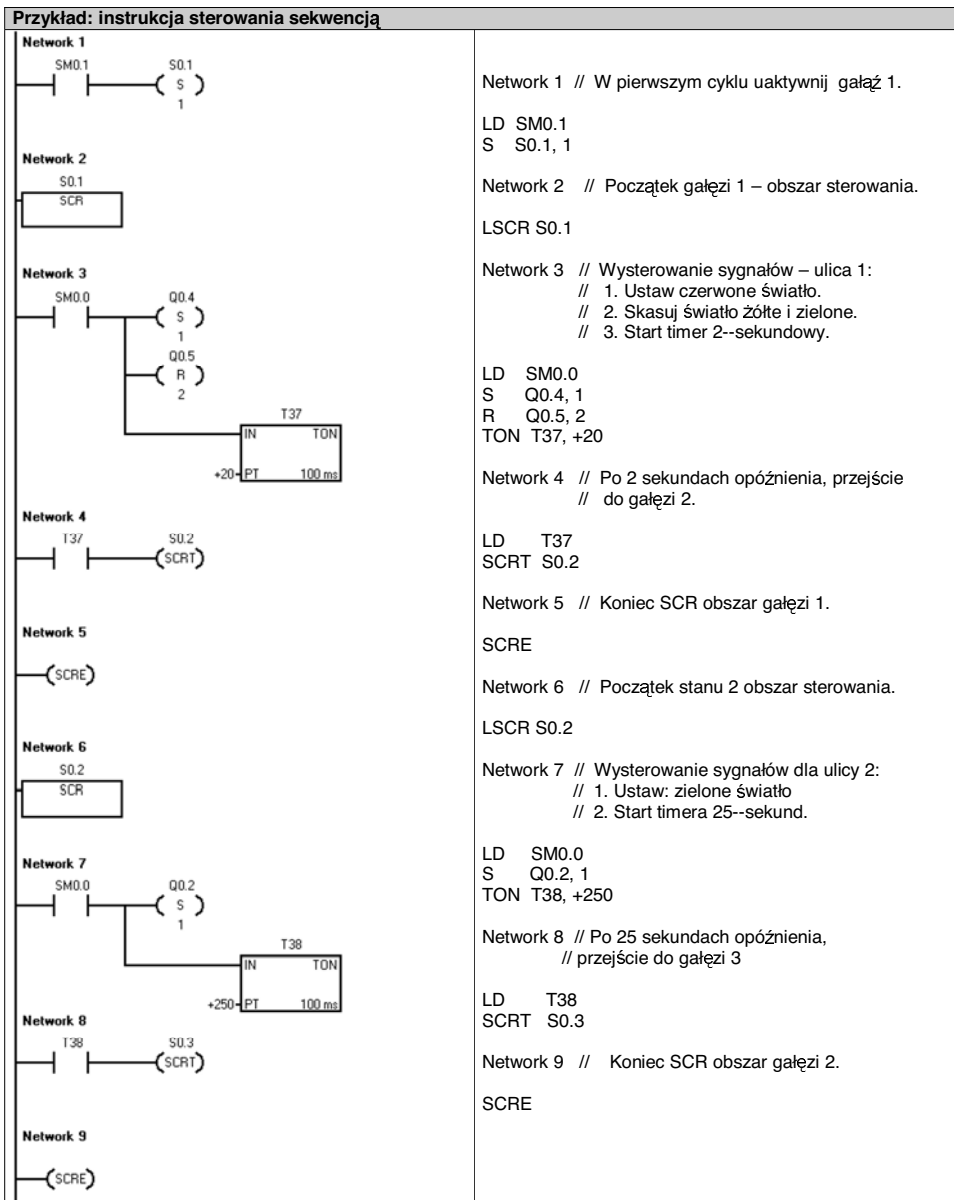 Przykład: instrukcja sterowania sekwencją
Network 1
SM0.1 S0.1
S
1
Network 2
S0.1
SCR
Network 3
SM0.0 Q0.4
S
1
Q0.5
R
2
T37
IN TON
+20 PT 100 ms
Network 4
T37 S0.2
SCRT
Network 5
SCRE
Network 6
S0.2
SCR
Network 7
SM0.0 Q0.2
S
1
T38
IN TON
+250 PT 100 ms
Network 8
T38 S0.3
SCRT
Network 9
SCRE
Network 1 // W pierwszym cyklu uaktywnij gałąź 1.
LD SM0.1
S S0.1, 1
Network 2 // Początek gałęzi 1 – obszar sterowania.
LSCR S0.1
Network 3 // Wysterowanie sygnałów – ulica 1:
// 1. Ustaw czerwone światło.
// 2. Skasuj światło żółte i zielone.
// 3. Start timer 2--sekundowy.
LD SM0.0
S Q0.4, 1
R Q0.5, 2
TON T37, +20
Network 4 // Po 2 sekundach opóźnienia, przejście
// do gałęzi 2.
LD T37
SCRT S0.2
Network 5 // Koniec SCR obszar gałęzi 1.
SCRE
Network 6 // Początek stanu 2 obszar sterowania.
LSCR S0.2
Network 7 // Wysterowanie sygnałów dla ulicy 2:
// 1. Ustaw: zielone światło
// 2. Start timera 25--sekund.
LD SM0.0
S Q0.2, 1
TON T38, +250
Network 8 // Po 25 sekundach opóźnienia,
// przejście do gałęzi 3
LD T38
SCRT S0.3
Network 9 // Koniec SCR obszar gałęzi 2.
SCRE